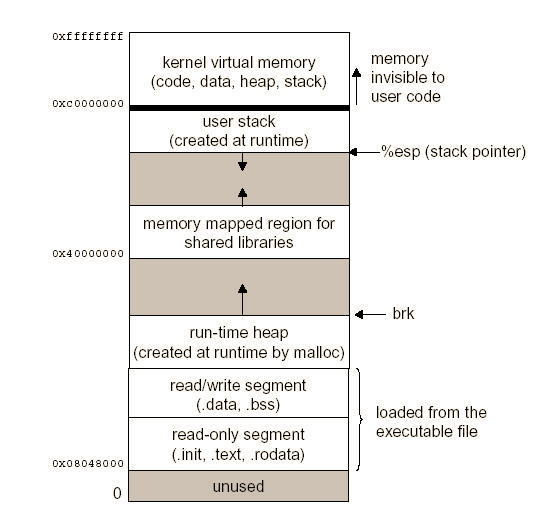 0xffffffff
kernel virtual memory
(code, data, heap, stack)
memory
invisible to
user code
0xc0000000
user stack
(created at runtime)
%esp (stack pointer)
memory mapped region for
shared libraries
0x40000000
brk
run-time heap
(created at runtime by malloc)
read/write segment
(.data, .bss)
loaded from the
executable file
read-only segment
(.init, .text, .rodata)
0x08048000
unused
0